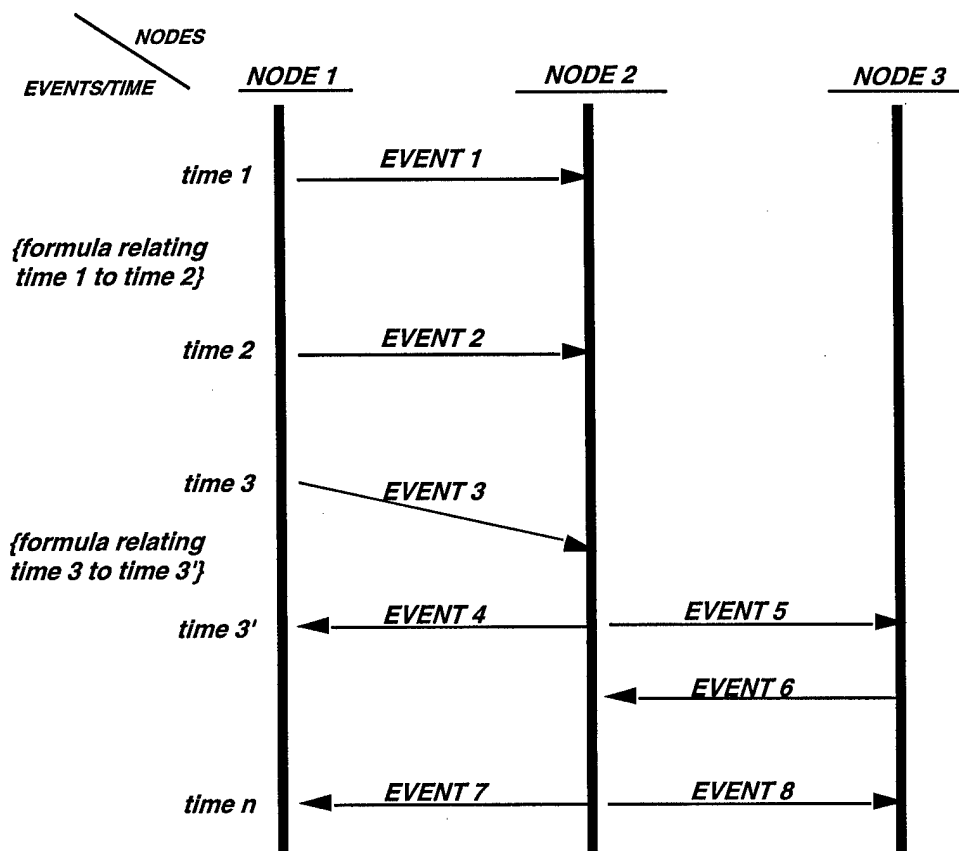 NODES
EVENTS/TIME
NODE 1
NODE 2
NODE 3
time 1
EVENT 1
{formula relating
time 1 to time 2}
time 2
EVENT 2
time 3
EVENT 3
{formula relating
time 3 to time 3'}
time 3'
EVENT 4
EVENT 5
EVENT 6
time n
EVENT 7
EVENT 8